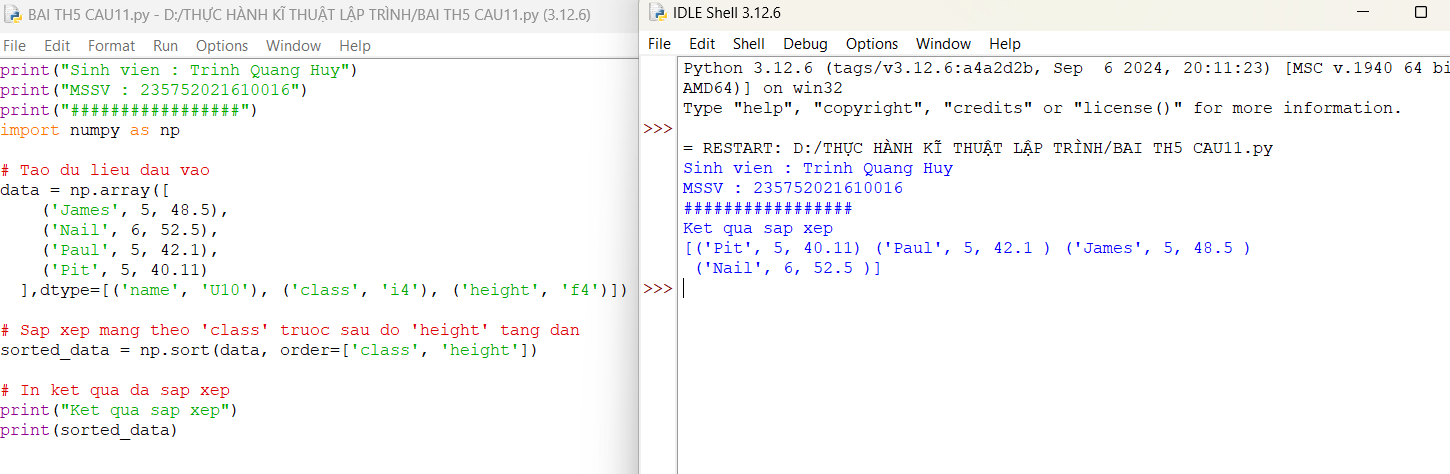 BAI TH5 CAU11.py - D:/THỰC HÀNH KĨ THUẬT LẬP TRÌNH/BAI TH5 CAU11.py (3.12.6)
File Edit Format Run Options Window Help
print("Sinh vien : Trinh Quang Huy")
print("MSSV : 235752021610016")
print("#################")
import numpy as np
# Tao du lieu dau vao
data = np.array([
    ('James', 5, 48.5),
    ('Nail', 6, 52.5),
    ('Paul', 5, 42.1),
    ('Pit', 5, 40.11)
  ],dtype=[('name', 'U10'), ('class', 'i4'), ('height', 'f4')])
# Sap xep mang theo 'class' truoc sau do 'height' tang dan
sorted_data = np.sort(data, order=['class', 'height'])
# In ket qua da sap xep
print("Ket qua sap xep")
print(sorted_data)
IDLE Shell 3.12.6
File Edit Shell Debug Options Window Help
Python 3.12.6 (tags/v3.12.6:a4a2d2b, Sep  6 2024, 20:11:23) [MSC v.1940 64 bi
AMD64)] on win32
Type "help", "copyright", "credits" or "license()" for more information.
>>>
= RESTART: D:/THỰC HÀNH KĨ THUẬT LẬP TRÌNH/BAI TH5 CAU11.py
Sinh vien : Trinh Quang Huy
MSSV : 235752021610016
#################
Ket qua sap xep
[('Pit', 5, 40.11) ('Paul', 5, 42.1 ) ('James', 5, 48.5 )
 ('Nail', 6, 52.5 )]
>>>